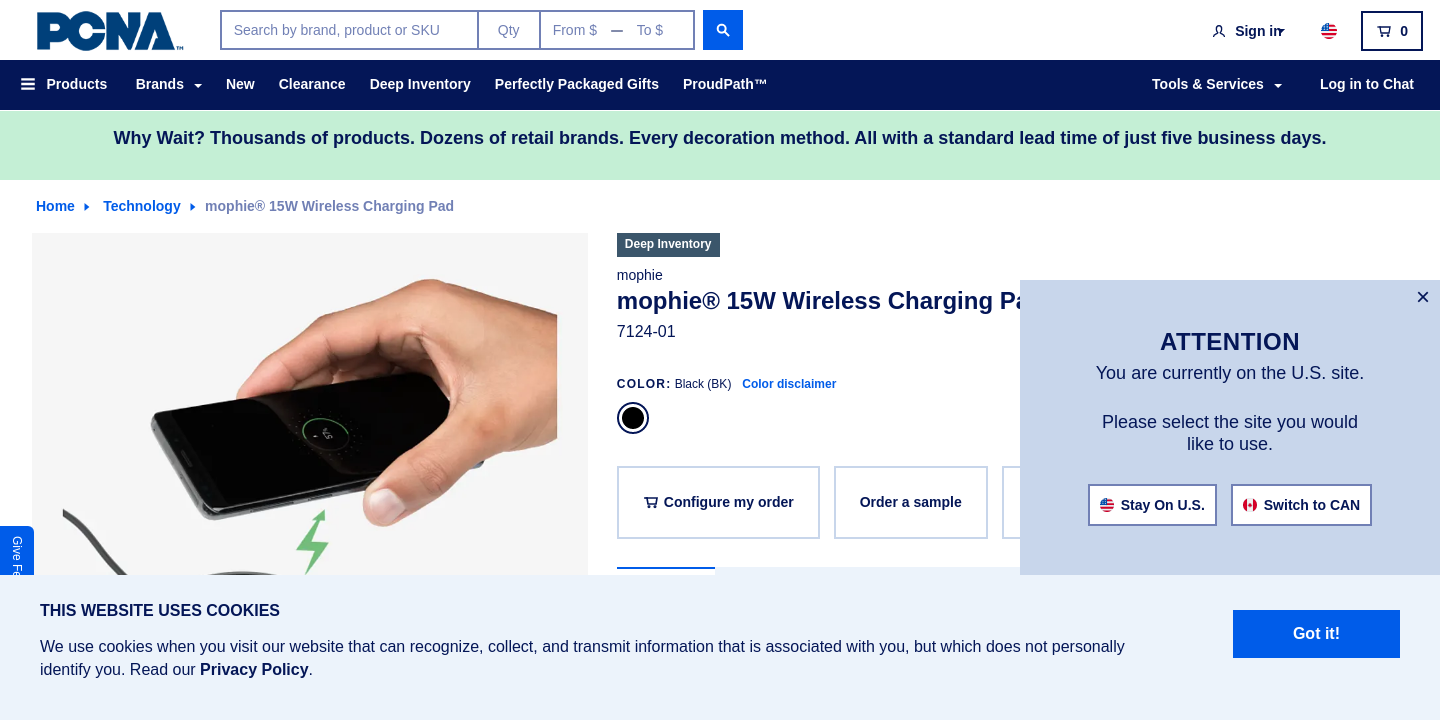 PCNA™
Search by brand, product or SKU
Qty
From $ — To $
Sign in
0
Products
Brands
New
Clearance
Deep Inventory
Perfectly Packaged Gifts
ProudPath™
Tools & Services
Log in to Chat
Why Wait? Thousands of products. Dozens of retail brands. Every decoration method. All with a standard lead time of just five business days.
Home
Technology
mophie® 15W Wireless Charging Pad
Deep Inventory
mophie
mophie® 15W Wireless Charging Pa
7124-01
COLOR: Black (BK) Color disclaimer
Configure my order
Order a sample
×
ATTENTION
You are currently on the U.S. site.
Please select the site you would
like to use.
Stay On U.S.
Switch to CAN
Give Fe
THIS WEBSITE USES COOKIES
We use cookies when you visit our website that can recognize, collect, and transmit information that is associated with you, but which does not personally
identify you. Read our Privacy Policy.
Got it!